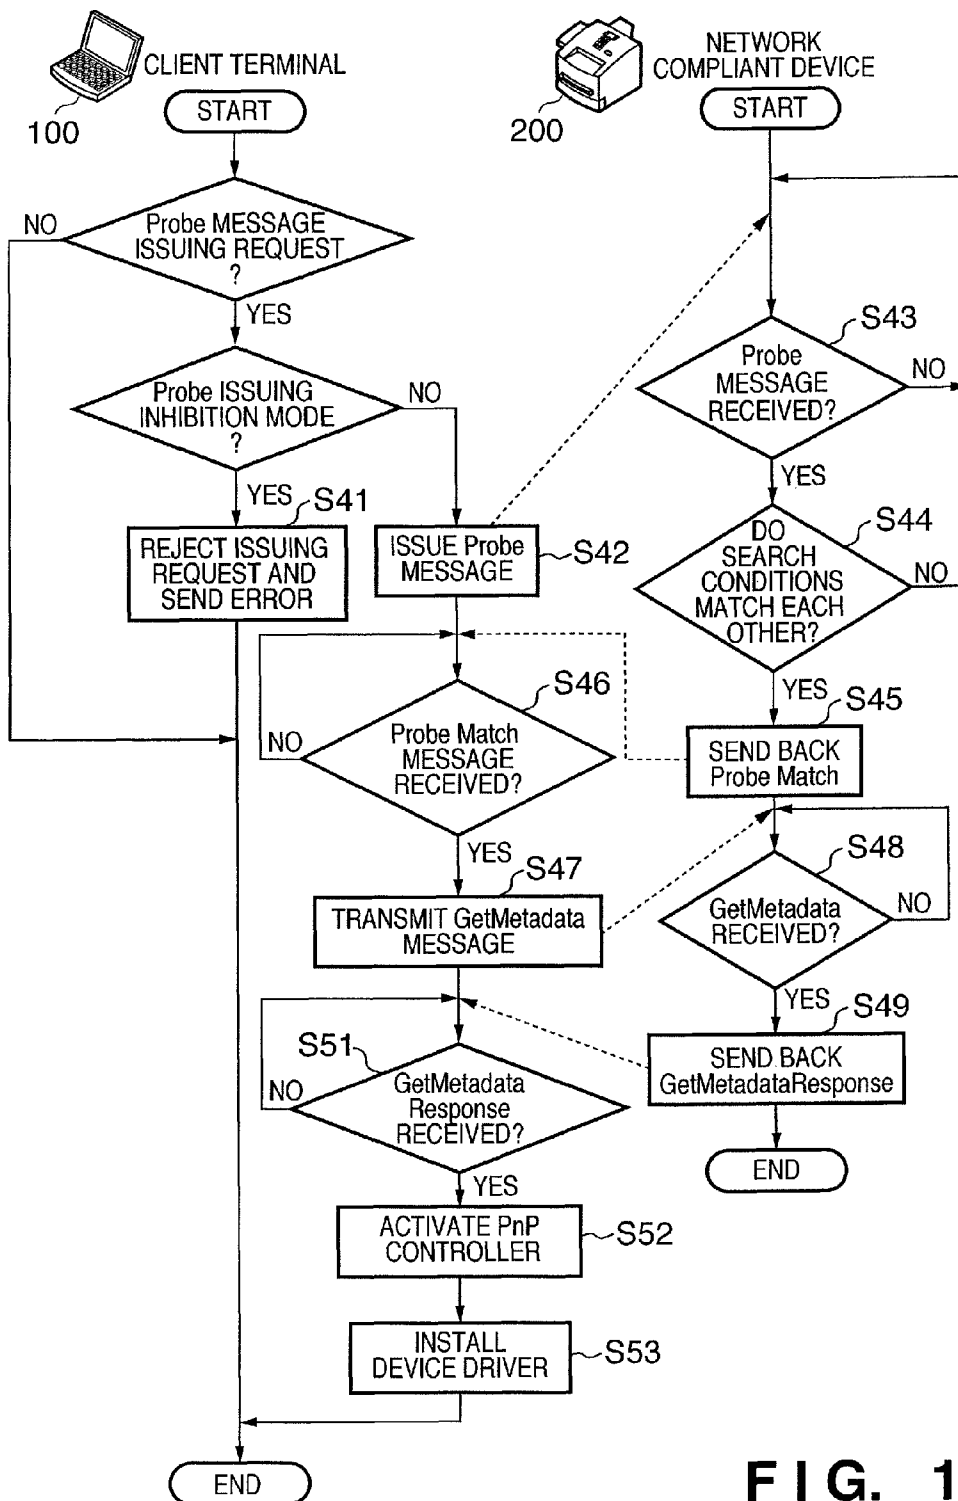 CLIENT TERMINAL
100
START
NO
Probe MESSAGE
ISSUING REQUEST
?
YES
Probe ISSUING
INHIBITION MODE
?
NO
YES
S41
REJECT ISSUING
REQUEST AND
SEND ERROR
ISSUE Probe
MESSAGE
S42
S46
Probe Match
MESSAGE
RECEIVED?
NO
YES
S47
TRANSMIT GetMetadata
MESSAGE
S51
GetMetadata
Response
RECEIVED?
NO
YES
ACTIVATE PnP
CONTROLLER
S52
INSTALL
DEVICE DRIVER
S53
END
NETWORK
COMPLIANT DEVICE
200
START
S43
Probe
MESSAGE
RECEIVED?
NO
YES
S44
DO
SEARCH
CONDITIONS
MATCH EACH
OTHER?
NO
YES
S45
SEND BACK
Probe Match
S48
GetMetadata
RECEIVED?
NO
YES
S49
SEND BACK
GetMetadataResponse
END
FIG. 1